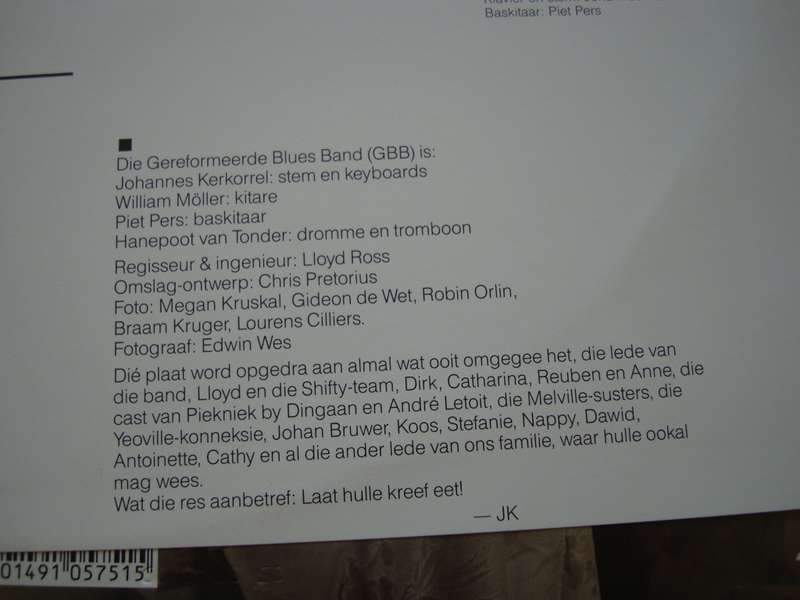 Baskitaar: Piet Pers
Die Gereformeerde Blues Band (GBB) is:
Johannes Kerkorrel: stem en keyboards
William Möller: kitare
Piet Pers: baskitaar
Hanepoot van Tonder: dromme en tromboon
Regisseur & ingenieur: Lloyd Ross
Omslag-ontwerp: Chris Pretorius
Foto: Megan Kruskal, Gideon de Wet, Robin Orlin,
Braam Kruger, Lourens Cilliers.
Fotograaf: Edwin Wes
Dié plaat word opgedra aan almal wat ooit omgegee het, die lede van
die band, Lloyd en die Shifty-team, Dirk, Catharina, Reuben en Anne, die
cast van Piekniek by Dingaan en André Letoit, die Melville-susters, die
Yeoville-konneksie, Johan Bruwer, Koos, Stefanie, Nappy, Dawid,
Antoinette, Cathy en al die ander lede van ons familie, waar hulle ookal
mag wees.
Wat die res aanbetref: Laat hulle kreef eet!
— JK
01491 057515